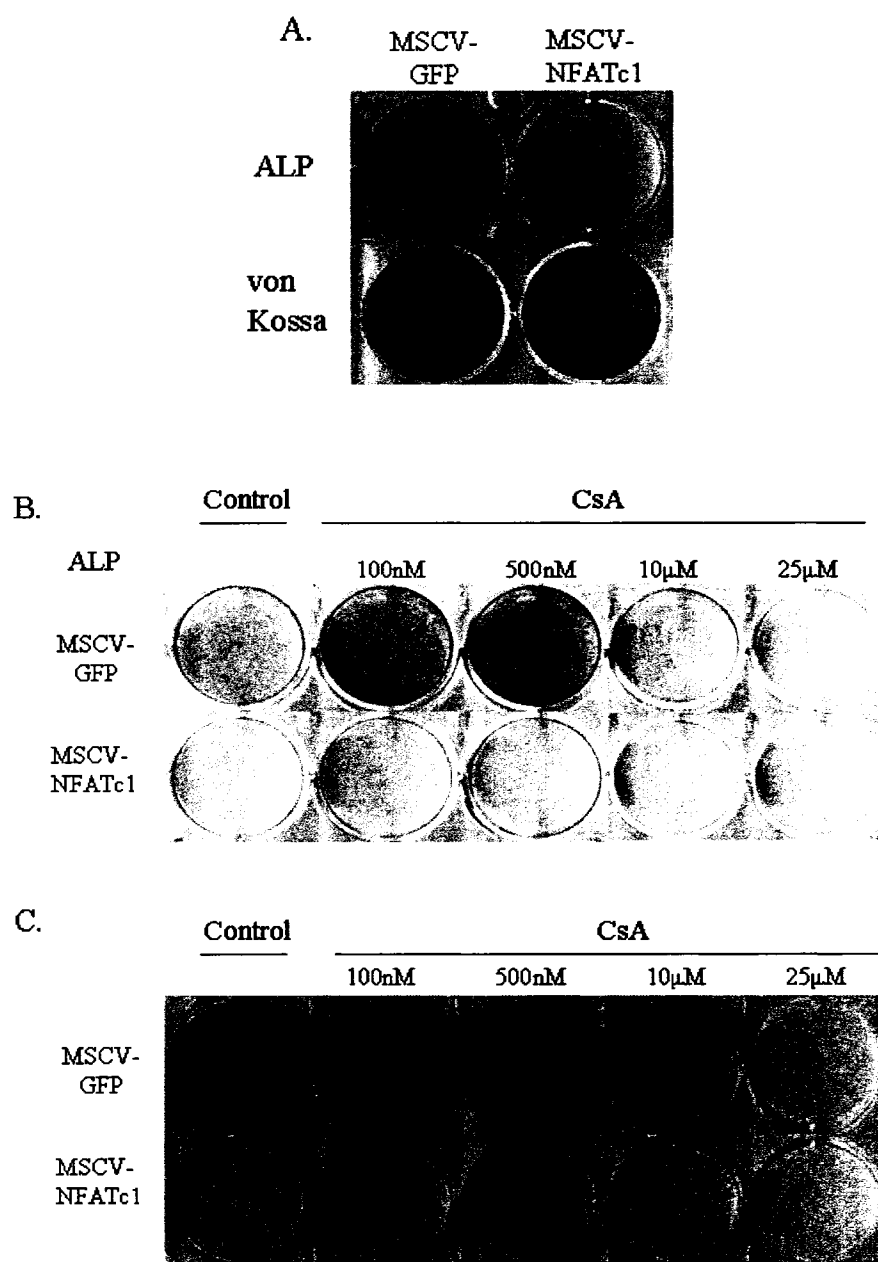 A.
MSCV-
GFP
MSCV-
NFATc1
ALP
von
Kossa
B.
Control
CsA
ALP
100nM
500nM
10μM
25μM
MSCV-
GFP
MSCV-
NFATc1
C.
Control
CsA
100nM
500nM
10μM
25μM
MSCV-
GFP
MSCV-
NFATc1